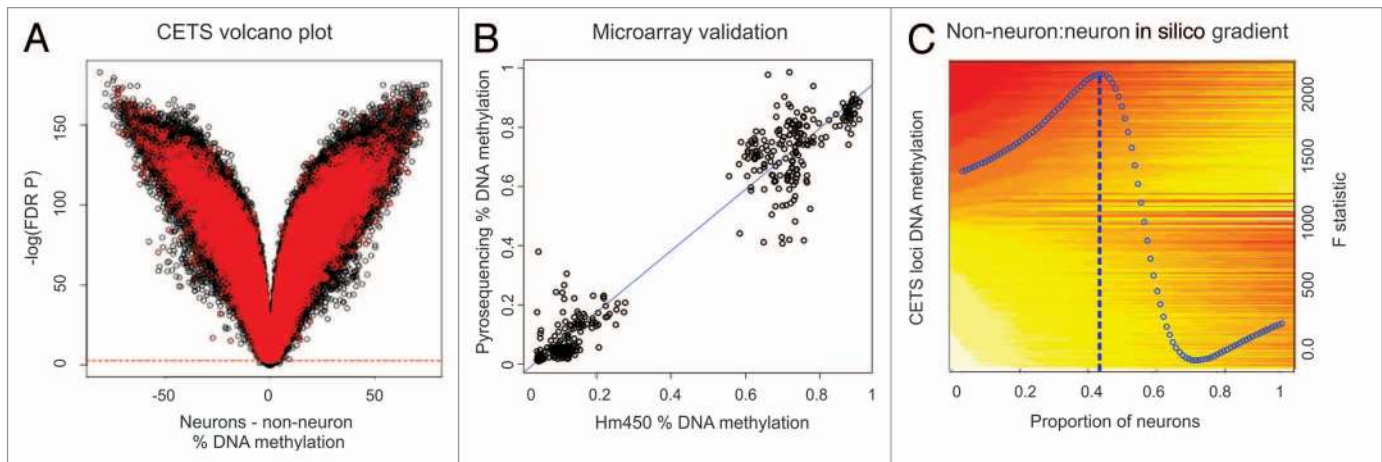 A
CETS volcano plot
-log(FDR P)
150
100
50
0
-50
0
50
Neurons - non-neuron
% DNA methylation
B
Microarray validation
Pyrosequencing % DNA methylation
1
0.8
0.6
0.4
0.2
0
0
0.2
0.4
0.6
0.8
1
Hm450 % DNA methylation
C
Non-neuron:neuron in silico gradient
CETS loci DNA methylation
2000
1500
1000
500
0.0
F statistic
0
0.2
0.4
0.6
0.8
1
Proportion of neurons